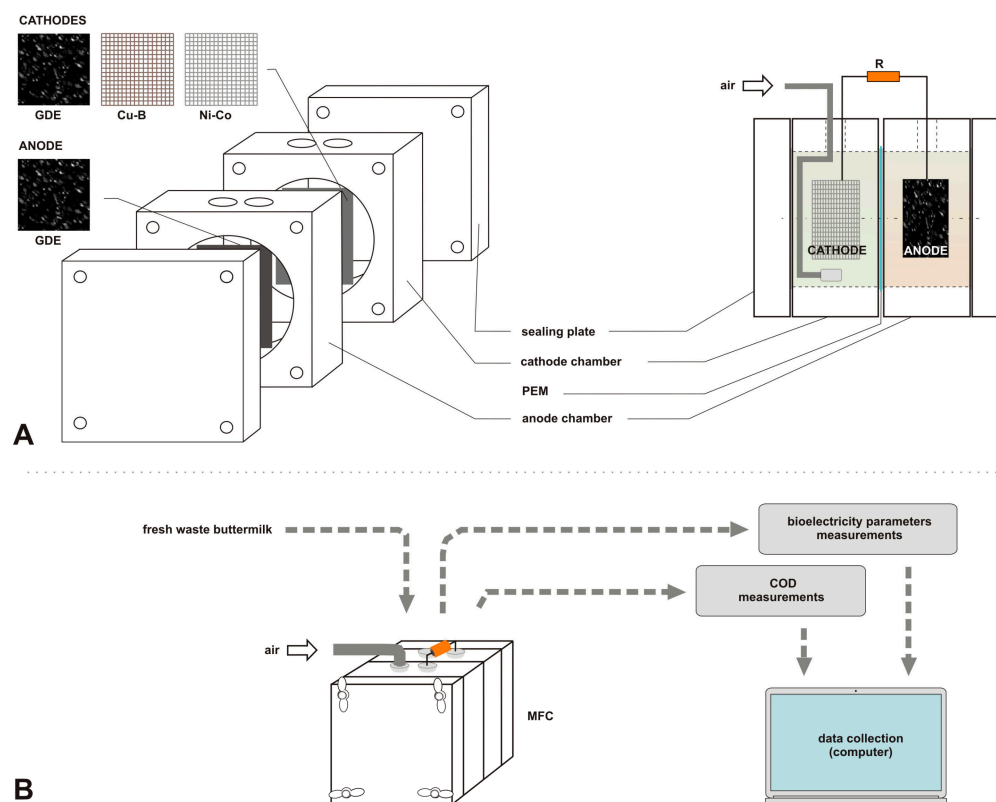 CATHODES
GDE
Cu-B
Ni-Co
ANODE
GDE
R
air
CATHODE
ANODE
sealing plate
cathode chamber
PEM
anode chamber
A
fresh waste buttermilk
bioelectricity parameters
measurements
COD
measurements
air
MFC
data collection
(computer)
B